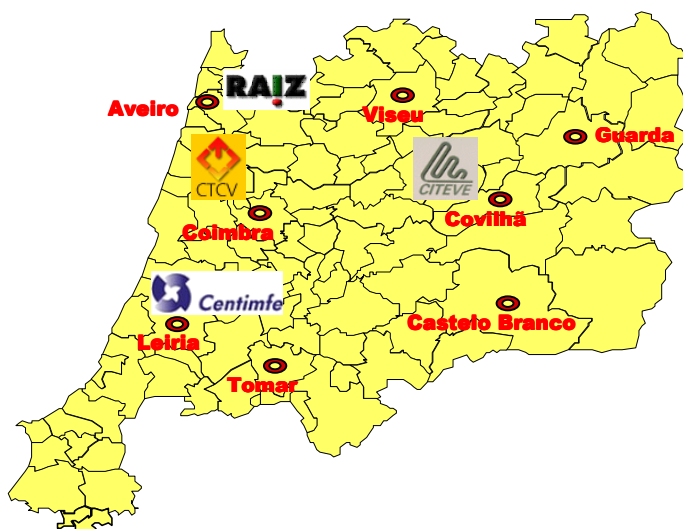 RAIZ
Aveiro
Viseu
Guarda
CTCV
CITEVE
Covilhã
Coimbra
Centimfe
Castelo Branco
Leiria
Tomar